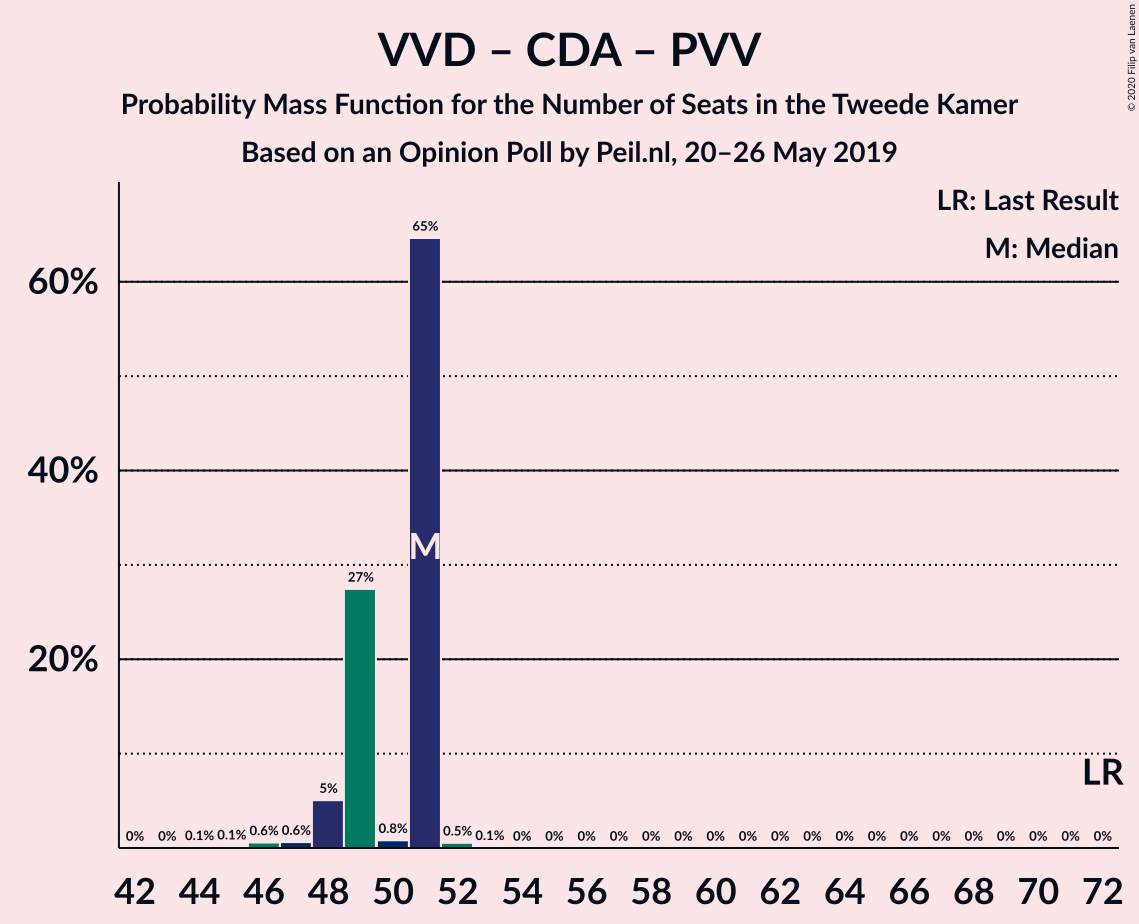 VVD – CDA – PVV
Probability Mass Function for the Number of Seats in the Tweede Kamer
Based on an Opinion Poll by Peil.nl, 20–26 May 2019
© 2020 Filip van Laenen
LR: Last Result
M: Median
60%
40%
20%
0% 0% 0.1% 0.1% 0.6% 0.6% 5% 27% 0.8% 65% 0.5% 0.1% 0% 0% 0% 0% 0% 0% 0% 0% 0% 0% 0% 0% 0% 0% 0% 0% 0% 0% 0%
M
LR
42 44 46 48 50 52 54 56 58 60 62 64 66 68 70 72